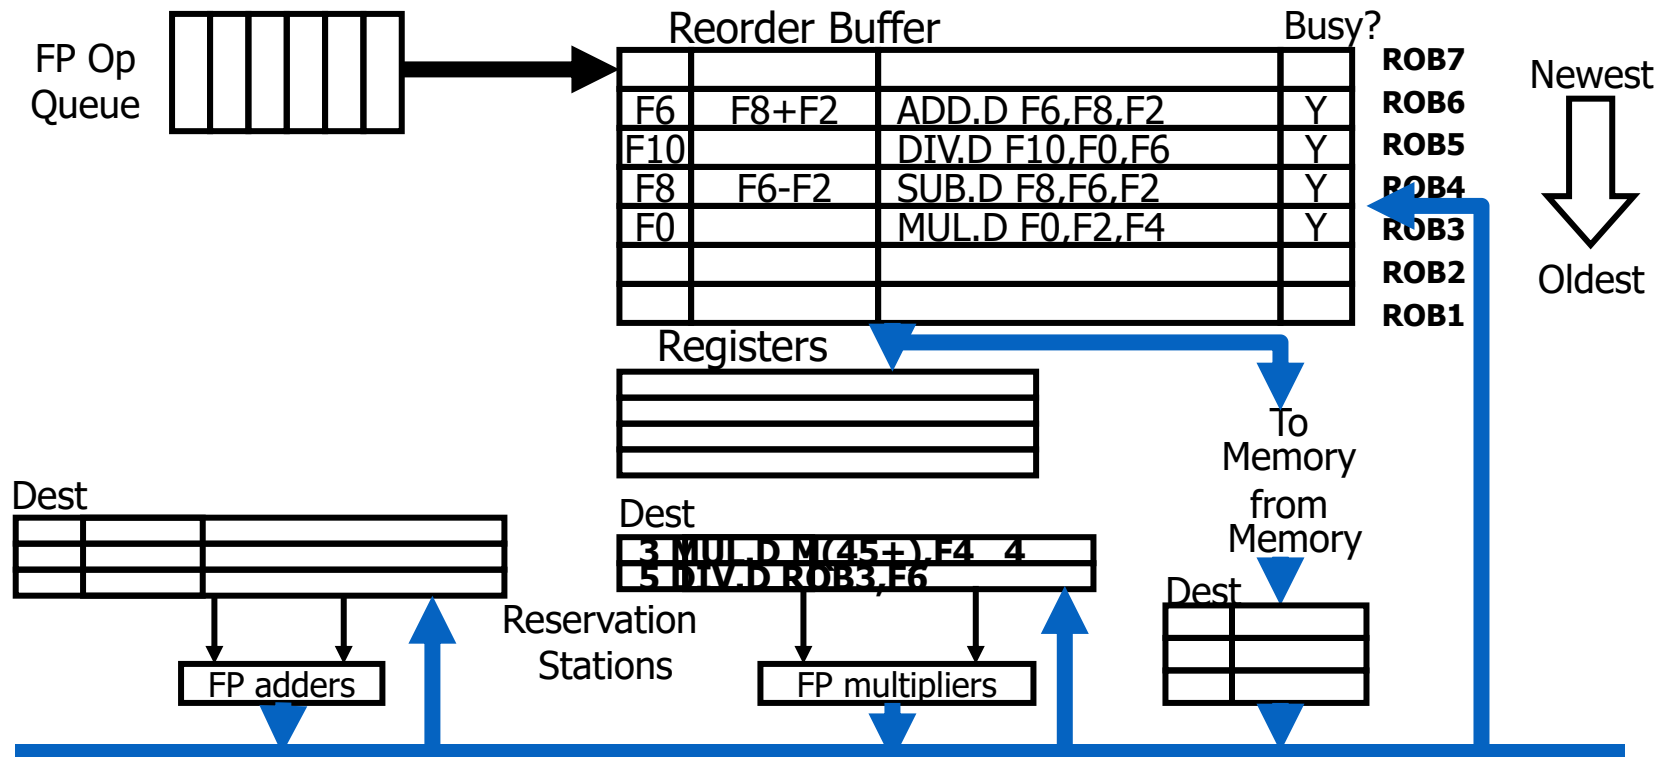 FP Op
Queue
Reorder Buffer
Busy?
ROB7
F6 F8+F2 ADD.D F6,F8,F2 Y ROB6
F10 DIV.D F10,F0,F6 Y ROB5
F8 F6-F2 SUB.D F8,F6,F2 Y ROB4
F0 MUL.D F0,F2,F4 Y ROB3
ROB2
ROB1
Newest
Oldest
Registers
To
Memory
from
Memory
Dest
Dest
3 MUL.D M(45+),F4 4
5 DIV.D ROB3,F6
Dest
Reservation
Stations
FP adders
FP multipliers